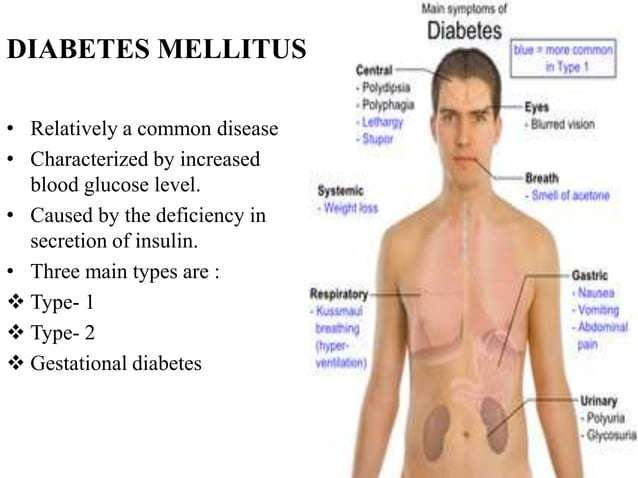 DIABETES MELLITUS
• Relatively a common disease
• Characterized by increased
blood glucose level.
• Caused by the deficiency in
secretion of insulin.
• Three main types are :
❖ Type- 1
❖ Type- 2
❖ Gestational diabetes
Main symptoms of
Diabetes
blue = more common
in Type 1
Central
- Polydipsia
- Polyphagia
- Lethargy
- Stupor
Eyes
- Blurred vision
Breath
- Smell of acetone
Systemic
- Weight loss
Respiratory
- Kussmaul
breathing
(hyper-
ventilation)
Gastric
- Nausea
- Vomiting
- Abdominal
pain
Urinary
- Polyuria
- Glycosuria